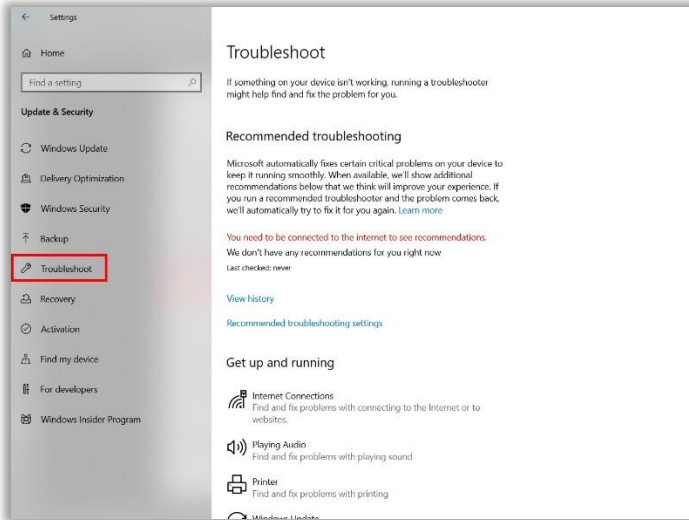 Settings
Home
Find a setting
Update & Security
Windows Update
Delivery Optimization
Windows Security
Backup
Troubleshoot
Recovery
Activation
Find my device
For developers
Windows Insider Program
Troubleshoot
If something on your device isn't working, running a troubleshooter
might help find and fix the problem for you.
Recommended troubleshooting
Microsoft automatically fixes certain critical problems on your device to
keep it running smoothly. When available, we'll show additional
recommendations below that we think will improve your experience. If
you run a recommended troubleshooter and the problem comes back,
we'll automatically try to fix it for you again. Learn more
You need to be connected to the internet to see recommendations.
We don't have any recommendations for you right now
Last checked: never
View history
Recommended troubleshooting settings
Get up and running
Internet Connections
Find and fix problems with connecting to the Internet or to
websites.
Playing Audio
Find and fix problems with playing sound
Printer
Find and fix problems with printing
Windows Update